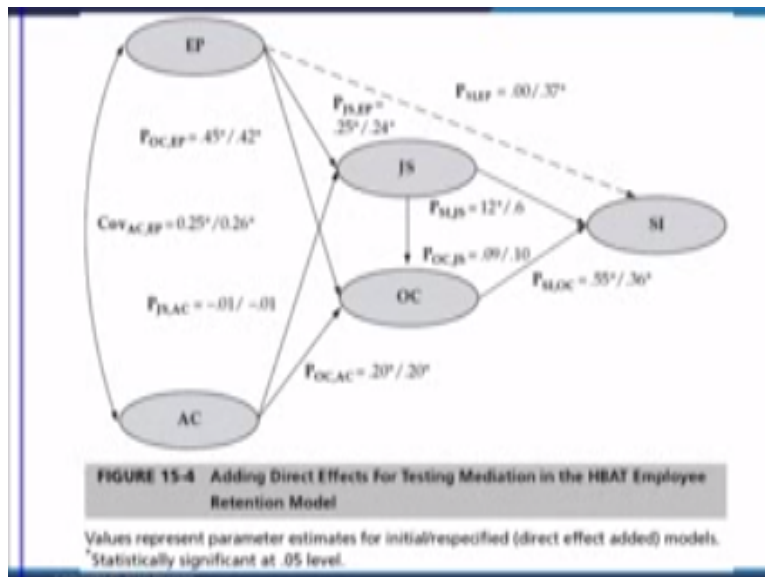 EP
P_SI,EP = .00/.37*
P_JS,EP =
.25*/.24*
P_OC,EP = .45*/.42*
JS
P_SI,JS = 12*/.6
SI
Cov_AC,EP = 0.25*/0.26*
P_OC,JS = .09/.10
P_SI,OC = .55*/.36*
OC
P_JS,AC = -.01/ -.01
P_OC,AC = .20*/.20*
AC
FIGURE 15-4 Adding Direct Effects for Testing Mediation in the HBAT Employee
Retention Model
Values represent parameter estimates for initial/respecified (direct effect added) models.
*Statistically significant at .05 level.